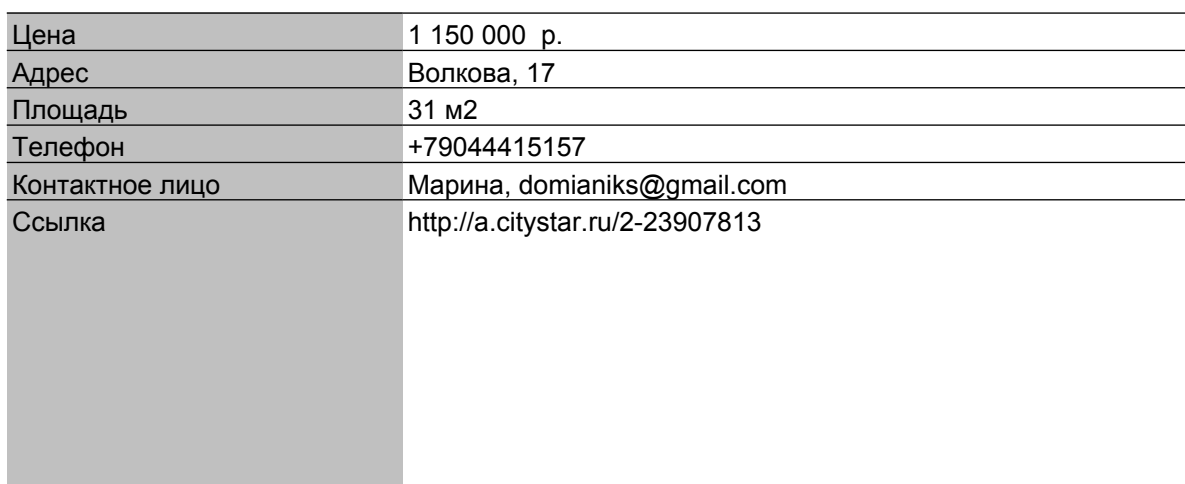 Цена 1 150 000 р.
Адрес Волкова, 17
Площадь 31 м2
Телефон +79044415157
Контактное лицо Марина, domianiks@gmail.com
Ссылка http://a.citystar.ru/2-23907813